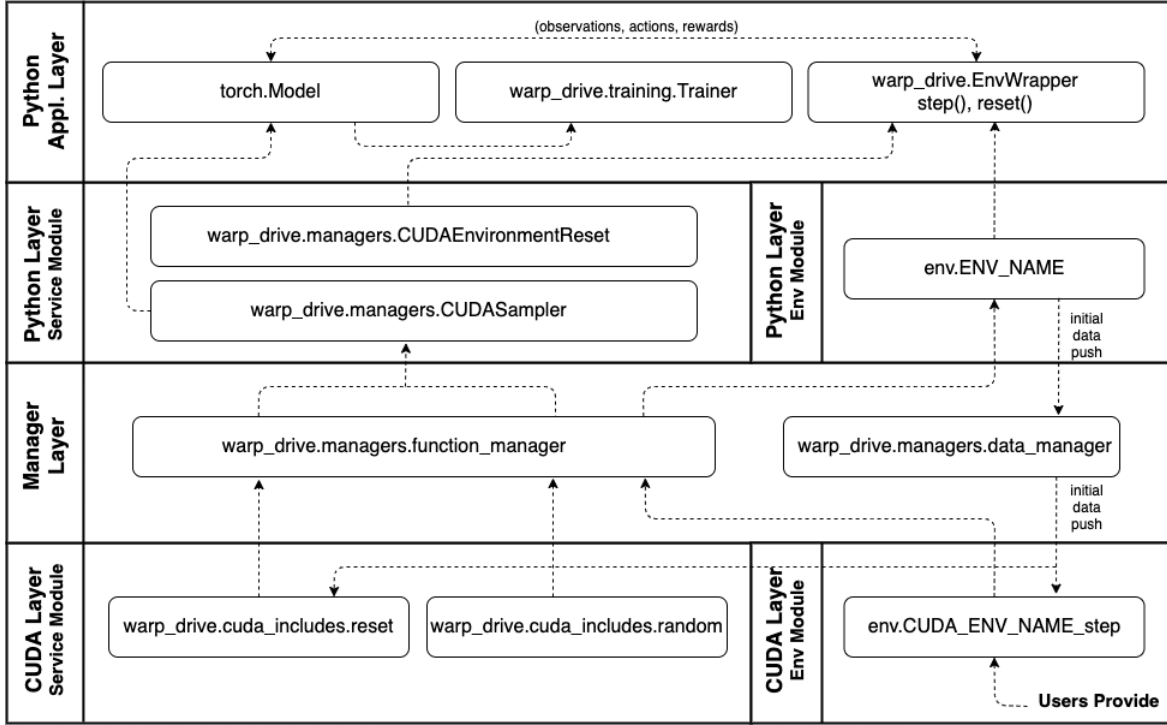 Python
Appl. Layer
(observations, actions, rewards)
torch.Model
warp_drive.training.Trainer
warp_drive.EnvWrapper
step(), reset()
Python Layer
Service Module
warp_drive.managers.CUDAEnvironmentReset
warp_drive.managers.CUDASampler
Python Layer
Env Module
env.ENV_NAME
initial
data
push
Manager
Layer
warp_drive.managers.function_manager
warp_drive.managers.data_manager
initial
data
push
CUDA Layer
Service Module
warp_drive.cuda_includes.reset
warp_drive.cuda_includes.random
CUDA Layer
Env Module
env.CUDA_ENV_NAME_step
Users Provide